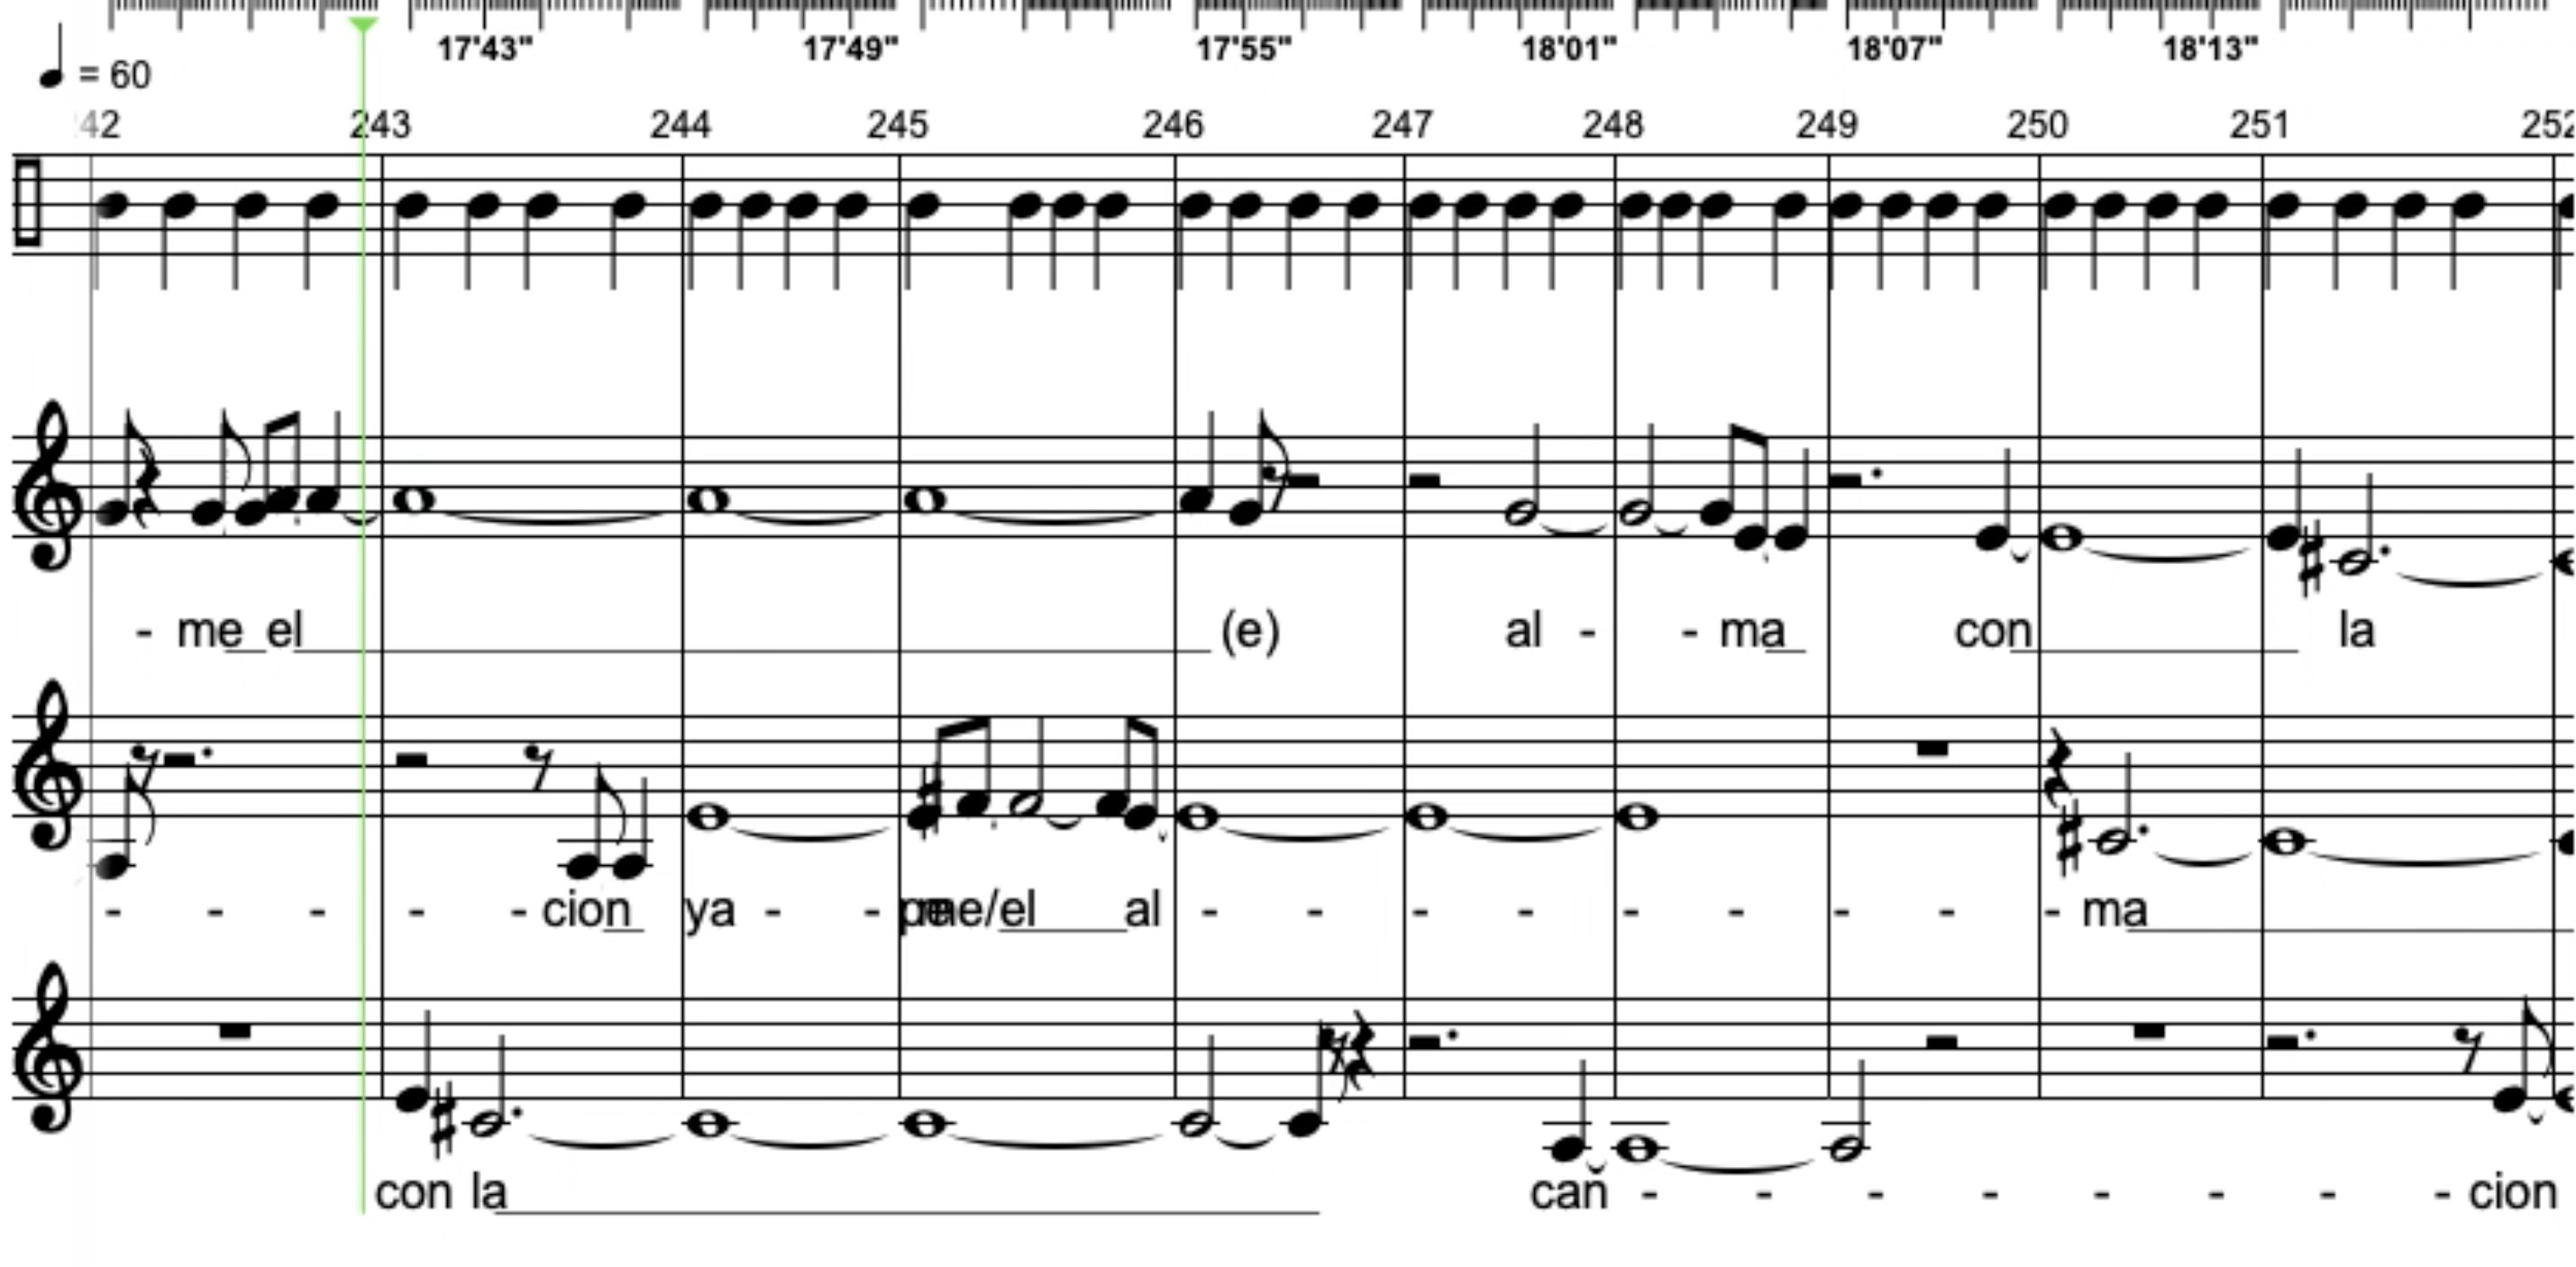 17'43" 17'49" 17'55" 18'01" 18'07" 18'13"
= 60
42 243 244 245 246 247 248 249 250 251 252
- me el (e) al - - ma con la
- - - - - cion ya - - me/el al - - - - - - - - - ma
con la can - - - - - - - - cion